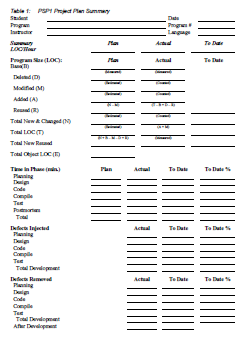 Table 1: PSP1 Project Plan Summary
Student Date
Program Program #
Instructor Language
Summary Plan Actual To Date
LOC/Hour
Program Size (LOC): Plan Actual To Date
Base(B)
(Measured) (Measured)
Deleted (D)
(Estimated) (Counted)
Modified (M)
(Estimated) (Counted)
Added (A)
(N - M) (T - B + D - R)
Reused (R)
(Estimated) (Counted)
Total New & Changed (N)
(Estimated) (A + M)
Total LOC (T)
(N + B - M - D + R) (Measured)
Total New Reused
Total Object LOC (E)
Time in Phase (min.) Plan Actual To Date To Date %
Planning
Design
Code
Compile
Test
Postmortem
Total
Defects Injected Actual To Date To Date %
Planning
Design
Code
Compile
Test
Total Development
Defects Removed Actual To Date To Date %
Planning
Design
Code
Compile
Test
Total Development
After Development